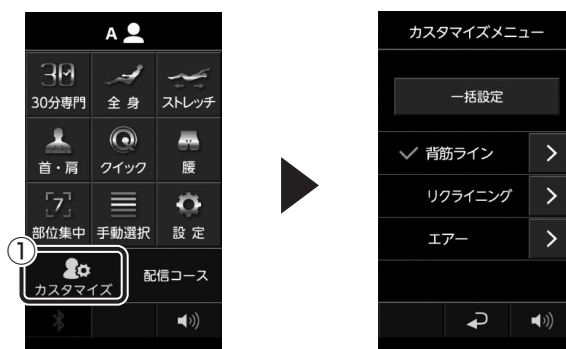 A
30
30分専門
全 身
ストレッチ
首・肩
クイック
腰
7
部位集中
手動選択
設 定
①
カスタマイズ
配信コース
カスタマイズメニュー
一括設定
背筋ライン
リクライニング
エアー